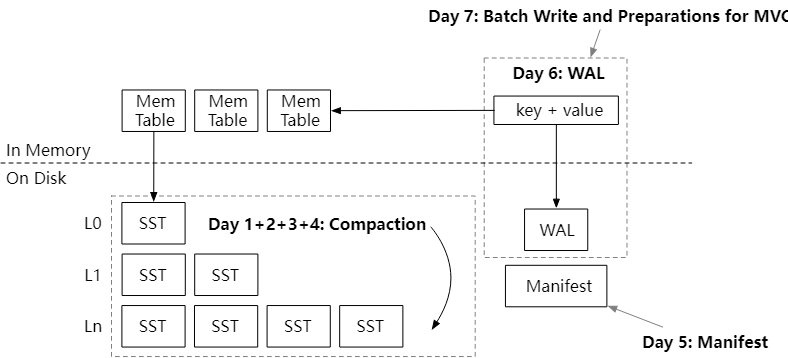 Day 7: Batch Write and Preparations for MVC
Day 6: WAL
Mem
Table
Mem
Table
Mem
Table
key + value
In Memory
On Disk
L0
SST
Day 1+2+3+4: Compaction
WAL
L1
SST
SST
Manifest
Ln
SST
SST
SST
SST
Day 5: Manifest